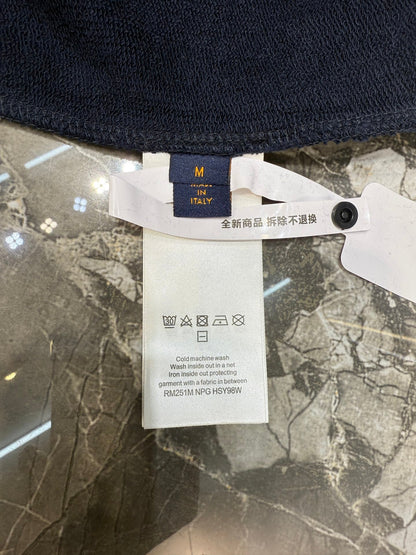 M
MADE
IN
ITALY
全新商品 拆除不退换
Cold machine wash
Wash inside out in a net
Iron inside out protecting
garment with a fabric in between
RM251M NPG HSY98W